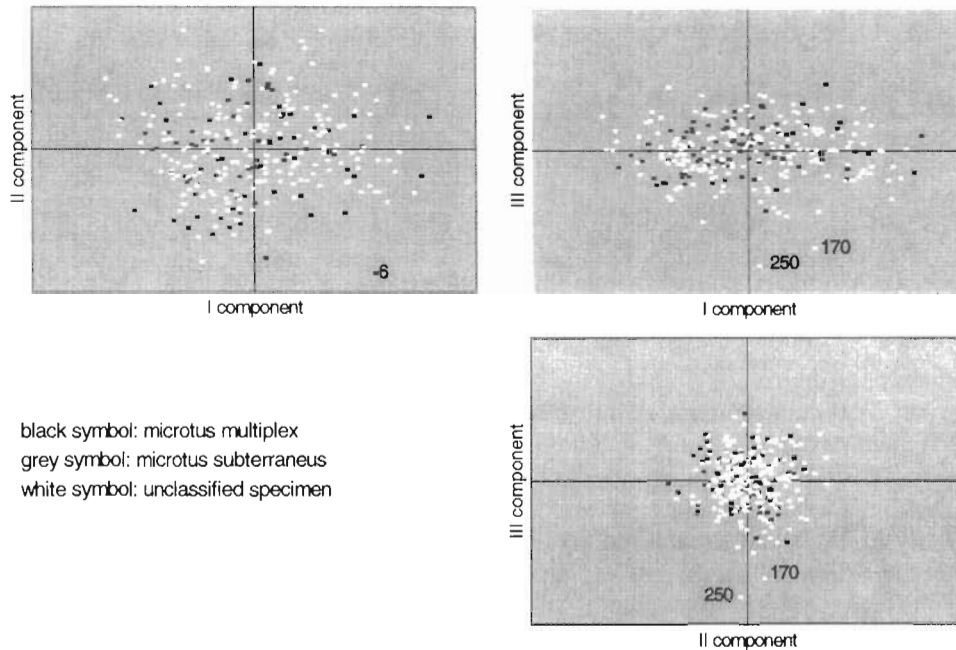 II component
-6
I component
III component
170
250
I component
black symbol: microtus multiplex
grey symbol: microtus subterraneus
white symbol: unclassified specimen
III component
170
250
II component